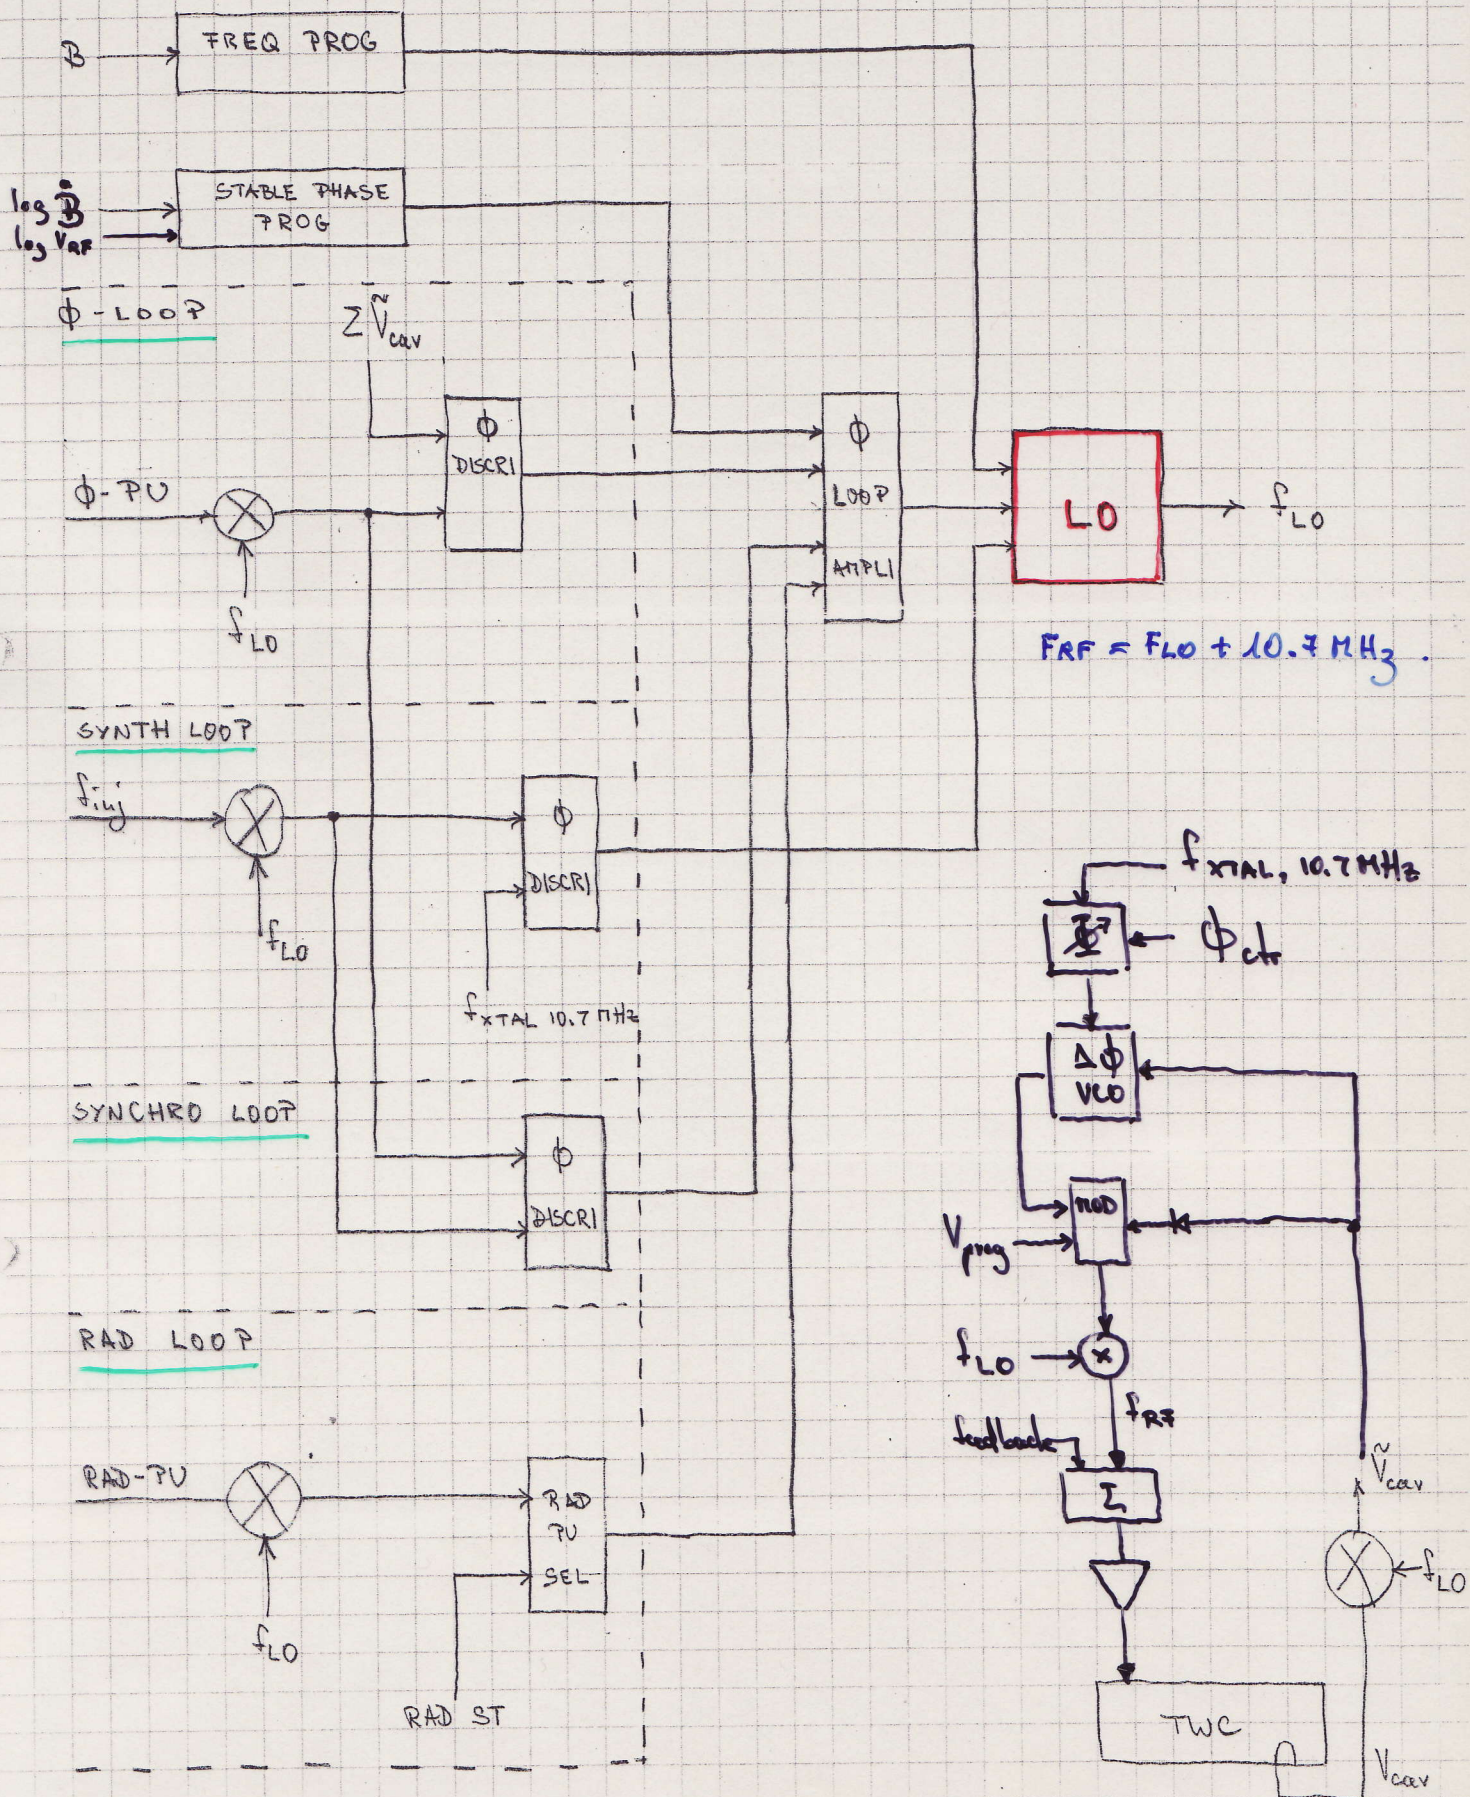 B
FREQ PROG
log Ḃ
log VRF
STABLE PHASE
PROG
ϕ-LOOP
ΣṼcav
ϕ
DISCRI
ϕ-PU
fLO
ϕ
LOOP
AMPLI
LO
fLO
FRF = FLO + 10.7 MHz.
SYNTH LOOP
finj
fLO
ϕ
DISCRI
fXTAL 10.7 MHz
SYNCHRO LOOP
ϕ
DISCRI
RAD LOOP
RAD-PU
fLO
RAD
PU
SEL
RAD ST
fXTAL, 10.7 MHz
Φ
ϕctr
Δϕ
VCO
MOD
Vprog
fLO
x
fRF
feedback
Σ
Ṽcav
fLO
TWC
Vcav